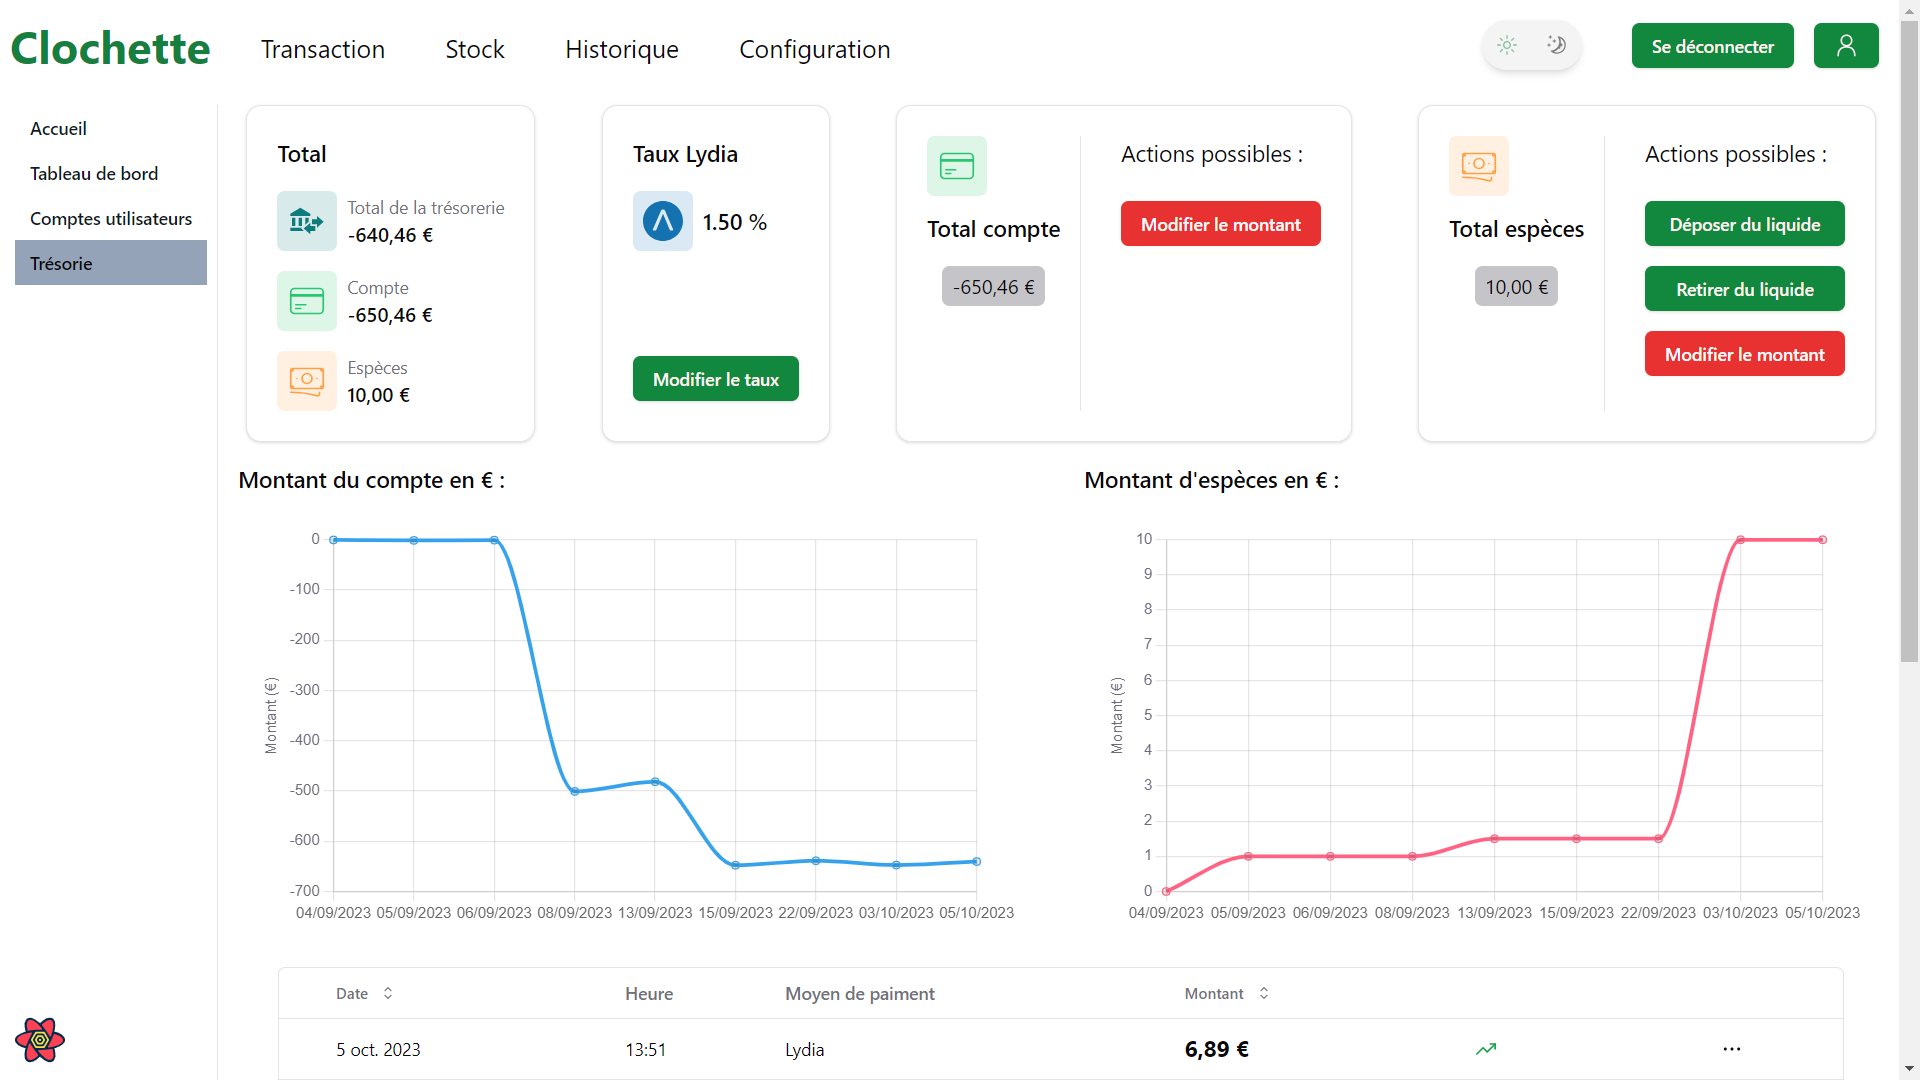 Clochette
Transaction
Stock
Historique
Configuration
Se déconnecter
Accueil
Tableau de bord
Comptes utilisateurs
Trésorie
Total
Total de la trésorerie
-640,46 €
Compte
-650,46 €
Espèces
10,00 €
Taux Lydia
1.50 %
Modifier le taux
Total compte
-650,46 €
Actions possibles :
Modifier le montant
Total espèces
10,00 €
Actions possibles :
Déposer du liquide
Retirer du liquide
Modifier le montant
Montant du compte en € :
Montant (€)
0
-100
-200
-300
-400
-500
-600
-700
04/09/2023 05/09/2023 06/09/2023 08/09/2023 13/09/2023 15/09/2023 22/09/2023 03/10/2023 05/10/2023
Montant d'espèces en € :
Montant (€)
10
9
8
7
6
5
4
3
2
1
0
04/09/2023 05/09/2023 06/09/2023 08/09/2023 13/09/2023 15/09/2023 22/09/2023 03/10/2023 05/10/2023
Date Heure Moyen de paiment Montant
5 oct. 2023 13:51 Lydia 6,89 € ...